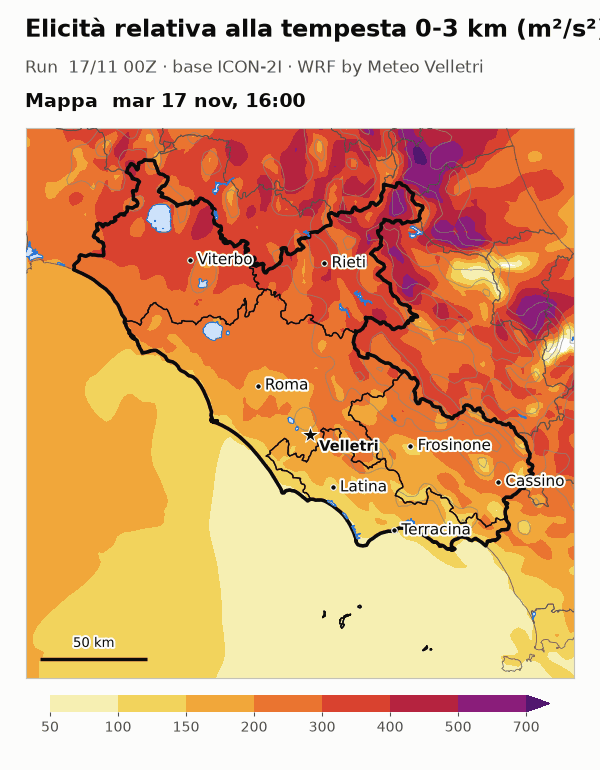 Elicità relativa alla tempesta 0-3 km (m²/s²)
Run 17/11 00Z · base ICON-2I · WRF by Meteo Velletri
Mappa mar 17 nov, 16:00
Viterbo
Rieti
Roma
Velletri
Frosinone
Latina
Cassino
Terracina
50 km
50 100 150 200 300 400 500 700